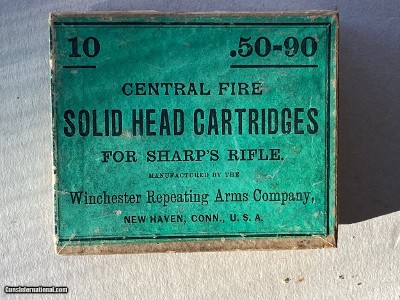 10 .50-90
CENTRAL FIRE
SOLID HEAD CARTRIDGES
FOR SHARP'S RIFLE.
MANUFACTURED BY THE
Winchester Repeating Arms Company,
NEW HAVEN, CONN., U. S. A.
GunsInternational.com